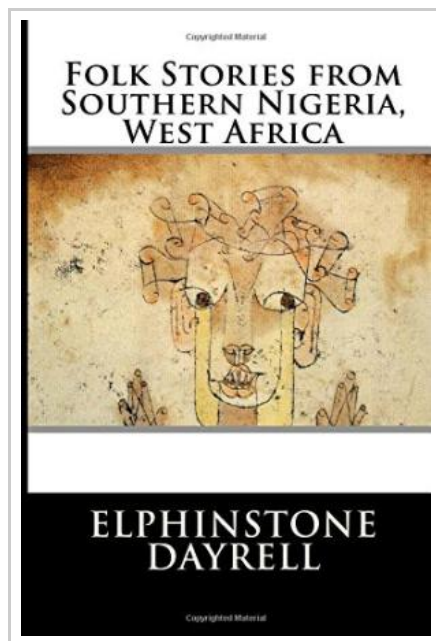 Copyrighted Material
FOLK STORIES FROM
SOUTHERN NIGERIA,
WEST AFRICA
ELPHINSTONE
DAYRELL
Copyrighted Material